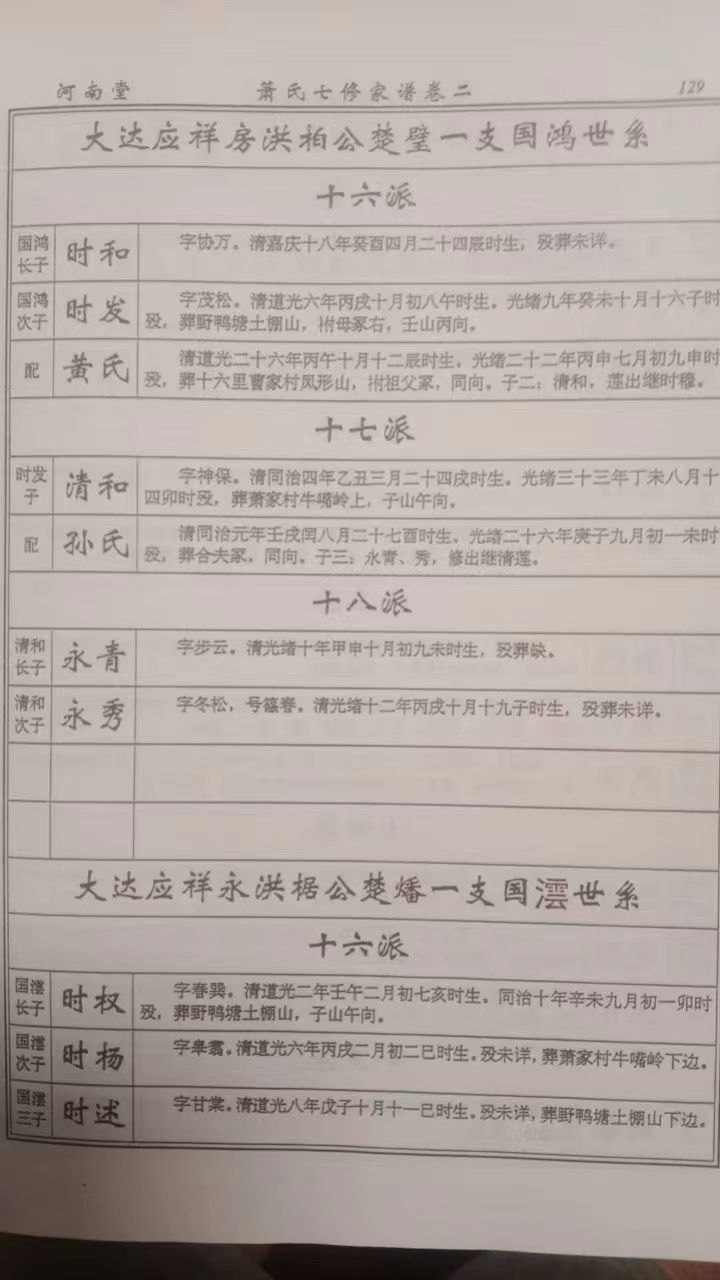 河南堂 萧氏七修家谱卷二 129
大达应祥房洪柏公楚璧一支国鸿世系
十六派
国鸿长子 时和 字协万。清嘉庆十八年癸酉四月二十四辰时生，殁葬未详。
国鸿次子 时发 字茂松。清道光六年丙戌十月初八午时生。光绪九年癸未十月十六子时
殁，葬野鸭塘土棚山，祔母冢右，壬山丙向。
配 黄氏 清道光二十六年丙午十月十二辰时生。光绪二十二年丙申七月初九申时
殁，葬十六里曹家村凤形山，祔祖父冢，同向。子二：清和，莲出继时穆。
十七派
时发子 清和 字神保。清同治四年乙丑三月二十四戌时生。光绪三十三年丁未八月十
四卯时殁，葬萧家村牛嘴岭上，子山午向。
配 孙氏 清同治元年壬戌闰八月二十七酉时生。光绪二十六年庚子九月初一未时
殁，葬合夫冢，同向。子三：永青、秀，修出继清莲。
十八派
清和长子 永青 字步云。清光绪十年甲申十月初九未时生，殁葬缺。
清和次子 永秀 字冬松，号篠春。清光绪十二年丙戌十月十九子时生，殁葬未详。
大达应祥永洪椐公楚燔一支国澐世系
十六派
国澐长子 时权 字春巽。清道光二年壬午二月初七亥时生。同治十年辛未九月初一卯时
殁，葬野鸭塘土棚山，子山午向。
国澐次子 时杨 字皋翥。清道光六年丙戌二月初二巳时生。殁未详，葬萧家村牛嘴岭下边。
国澐三子 时述 字甘棠。清道光八年戊子十月十一巳时生。殁未详，葬野鸭塘土棚山下边。